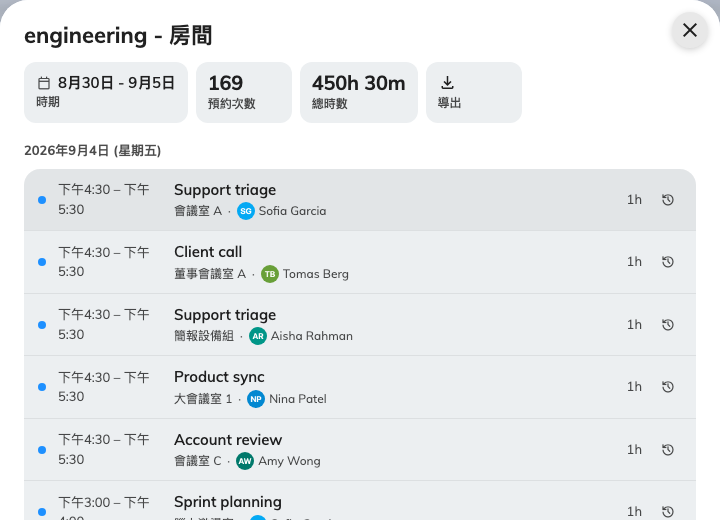 engineering - 房間
8月30日 - 9月5日
時期
169
預約次數
450h 30m
總時數
導出
2026年9月4日 (星期五)
下午4:30 – 下午
5:30
Support triage
會議室 A · SG Sofia Garcia
1h
下午4:30 – 下午
5:30
Client call
董事會議室 A · TB Tomas Berg
1h
下午4:30 – 下午
5:30
Support triage
簡報設備組 · AR Aisha Rahman
1h
下午4:30 – 下午
5:30
Product sync
大會議室 1 · NP Nina Patel
1h
下午4:30 – 下午
5:30
Account review
會議室 C · AW Amy Wong
1h
下午3:00 – 下午
Sprint planning
1h